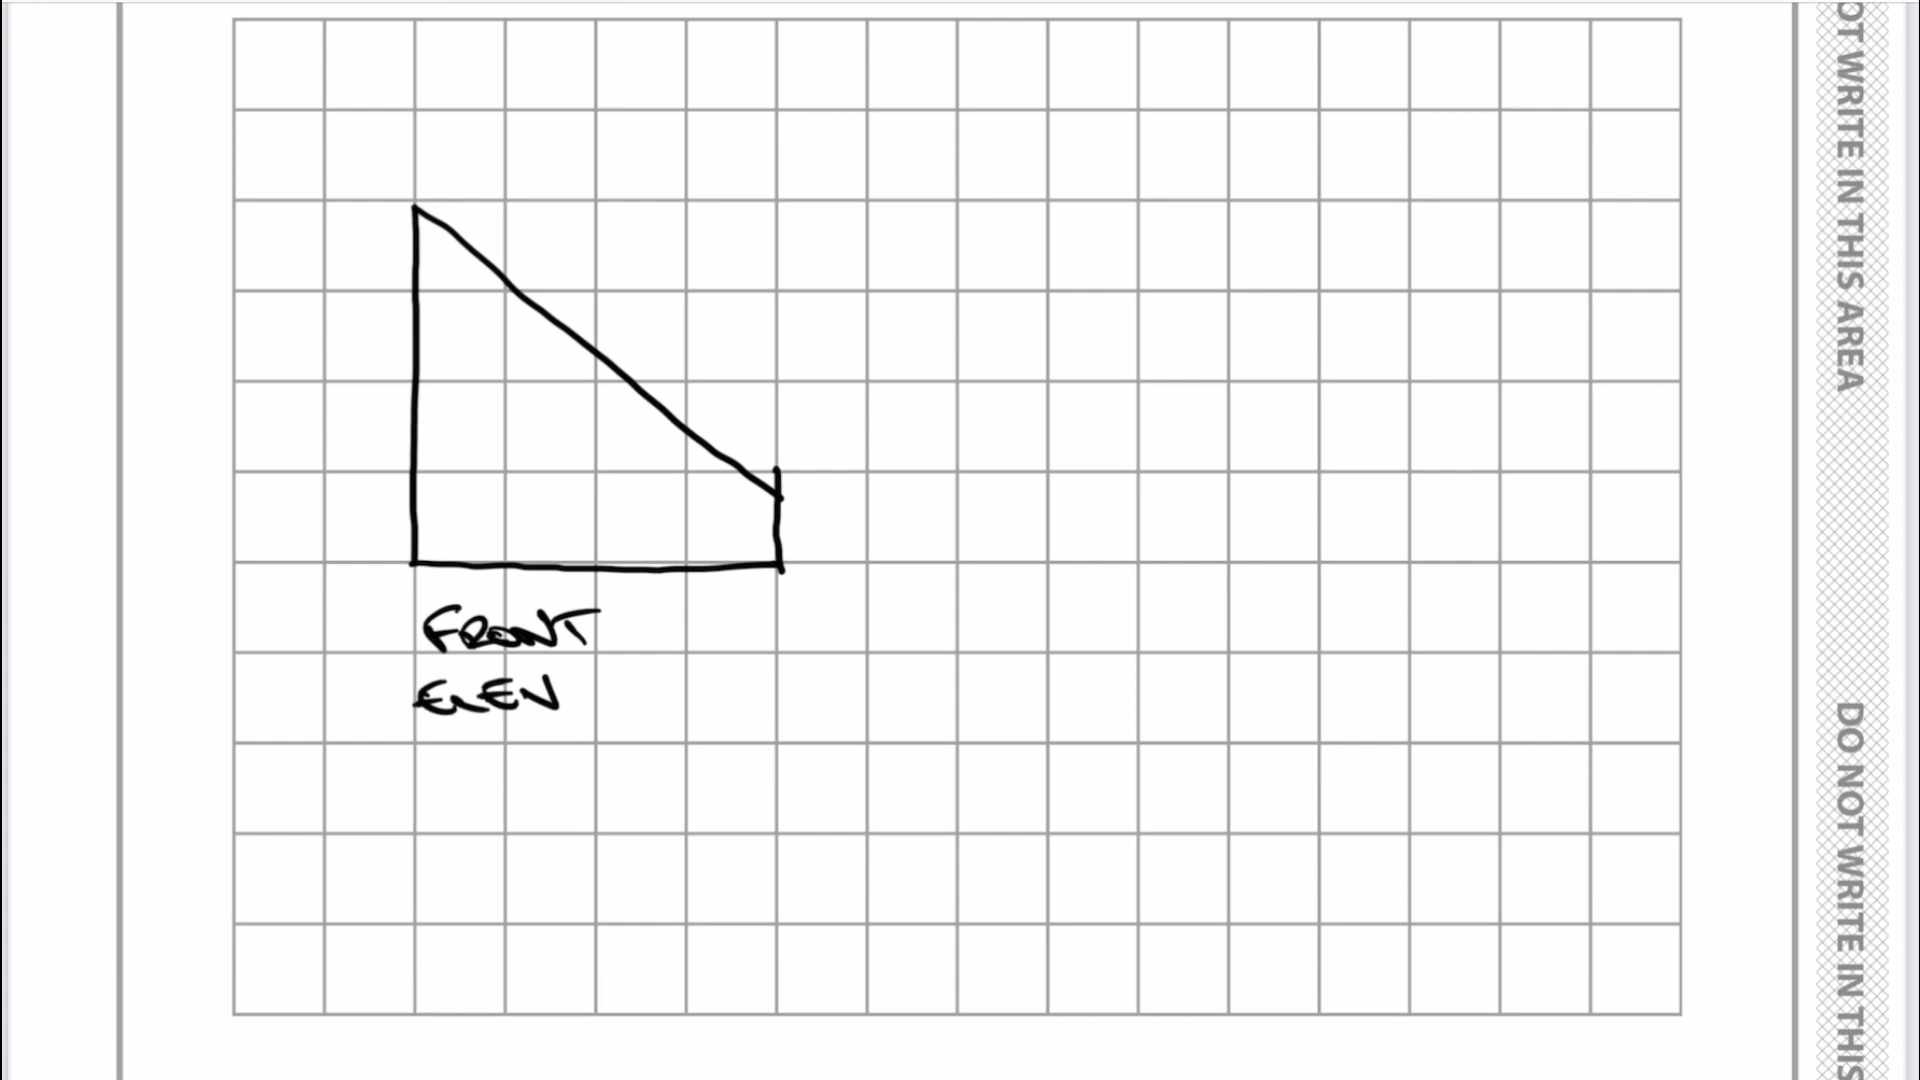 FRONT
ELEV
OT WRITE IN THIS AREA
DO NOT WRITE IN THIS